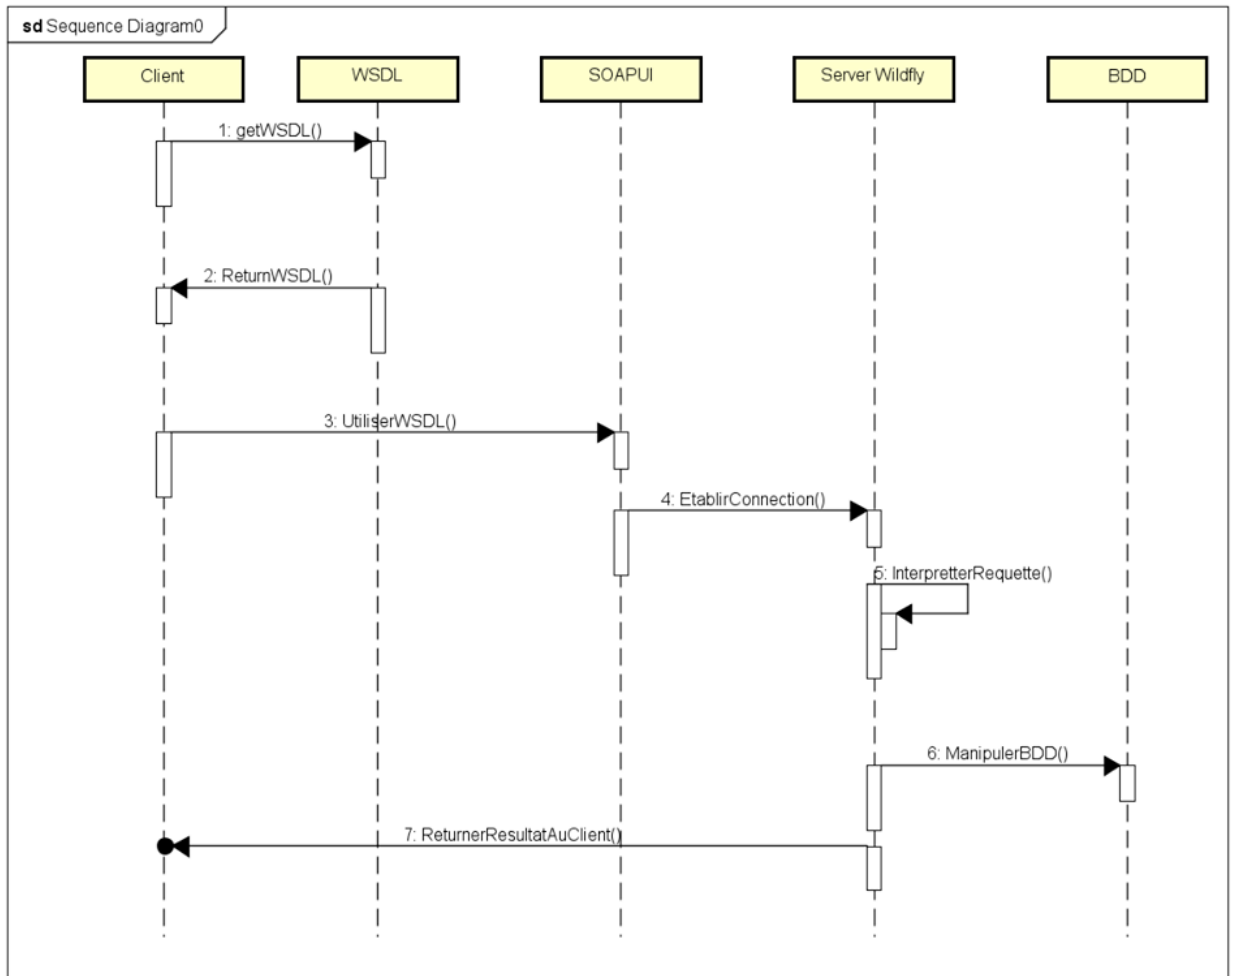 sd Sequence Diagram0
Client
WSDL
SOAPUI
Server Wildfly
BDD
1: getWSDL()
2: ReturnWSDL()
3: UtiliserWSDL()
4: EtablirConnection()
5: InterpretterRequette()
6: ManipulerBDD()
7: ReturnerResultatAuClient()